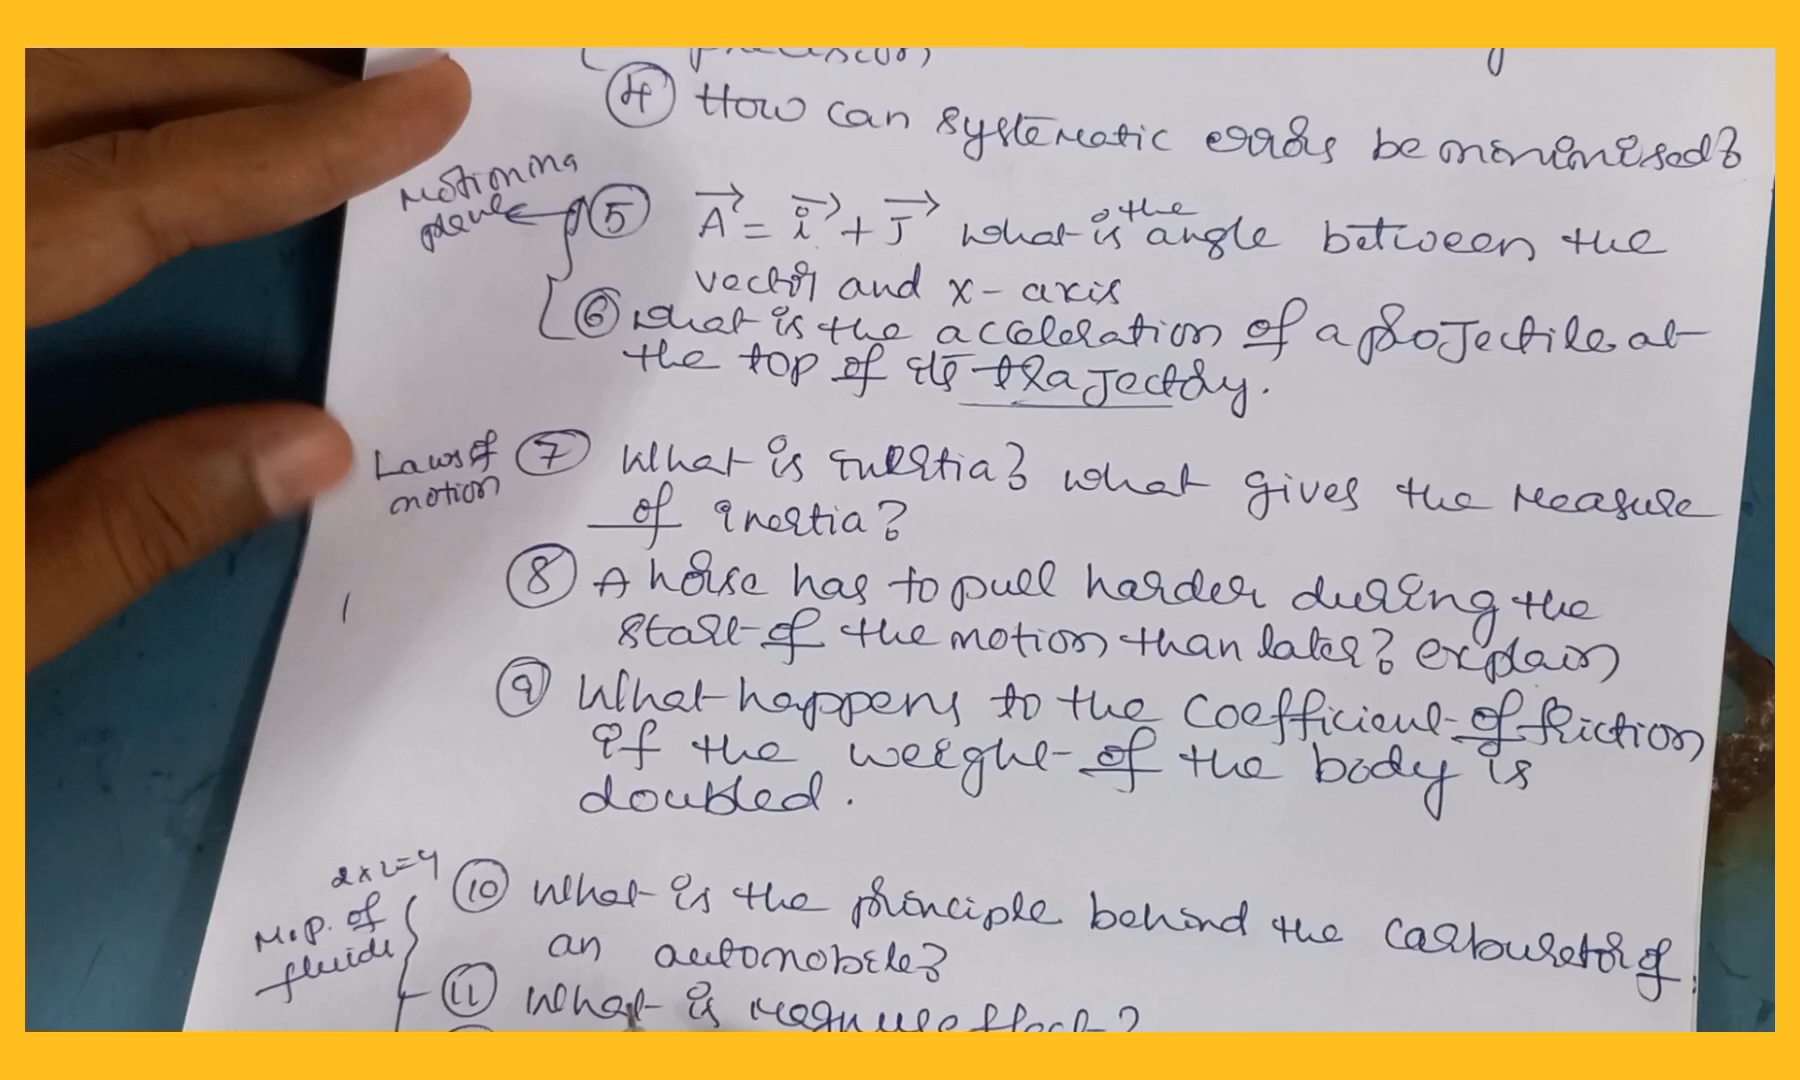 ④ How can systematic errors be minimised?
Motion in a plane
⑤ A = i + J what is the angle between the
vector and x-axis
⑥ what is the acceleration of a projectile at
the top of its trajectory.
Laws of motion
⑦ What is inertia? what gives the measure
of inertia?
⑧ A horse has to pull harder during the
start of the motion than later? explain
⑨ What happens to the coefficient of friction
if the weight of the body is
doubled.
2x2=4
M.p. of fluids
⑩ What is the principle behind the carburetor of
an automobile?
⑪ What is magnus effect?